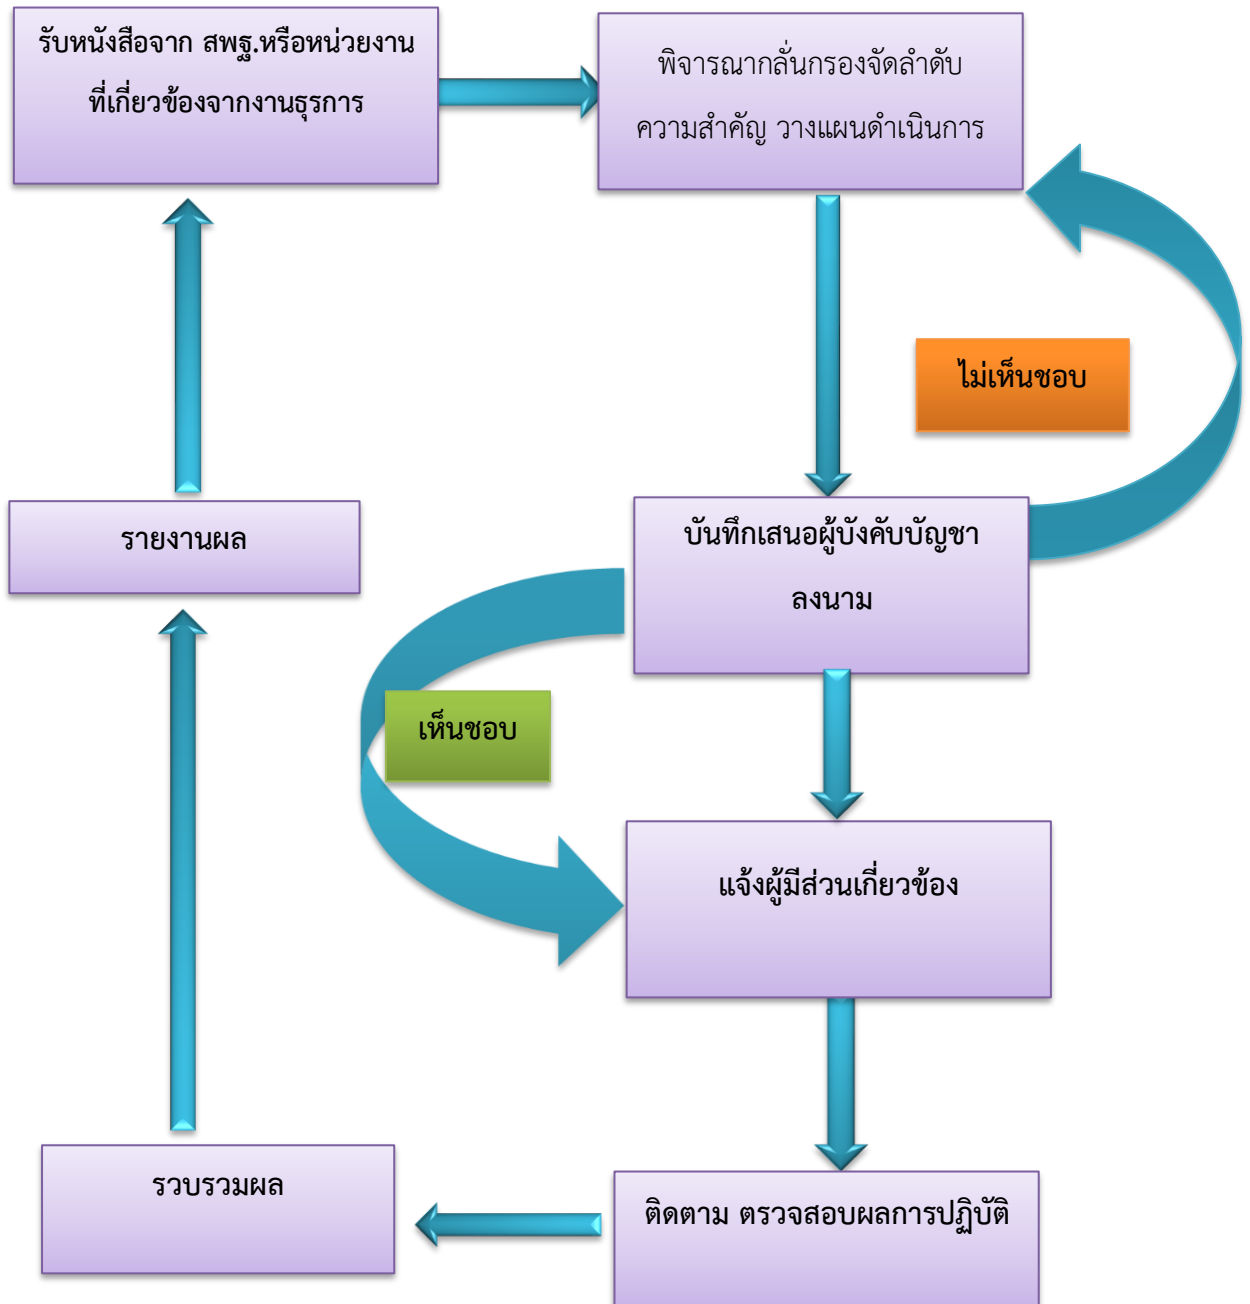 รับหนังสือจาก สพฐ.หรือหน่วยงาน
ที่เกี่ยวข้องจากงานธุรการ
พิจารณากลั่นกรองจัดลำดับ
ความสำคัญ วางแผนดำเนินการ
ไม่เห็นชอบ
บันทึกเสนอผู้บังคับบัญชา
ลงนาม
รายงานผล
เห็นชอบ
แจ้งผู้มีส่วนเกี่ยวข้อง
ติดตาม ตรวจสอบผลการปฏิบัติ
รวบรวมผล